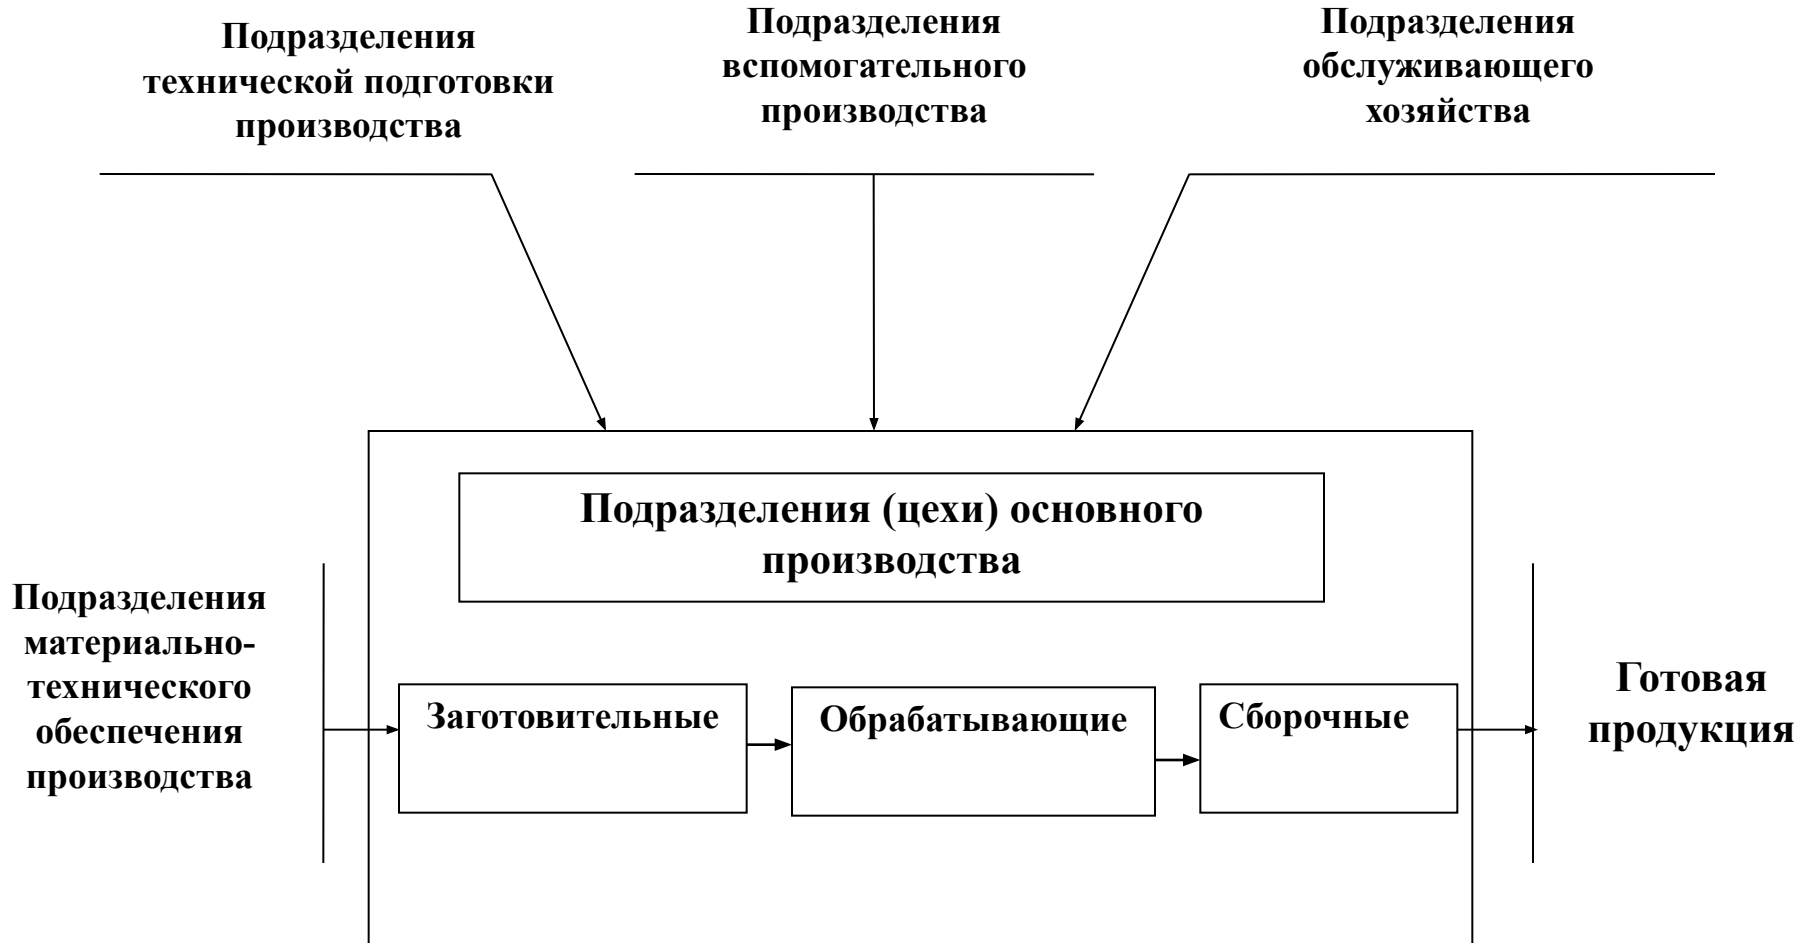 Подразделения
технической подготовки
производства
Подразделения
вспомогательного
производства
Подразделения
обслуживающего
хозяйства
Подразделения (цехи) основного
производства
Подразделения
материально-
технического
обеспечения
производства
Заготовительные
Обрабатывающие
Сборочные
Готовая
продукция